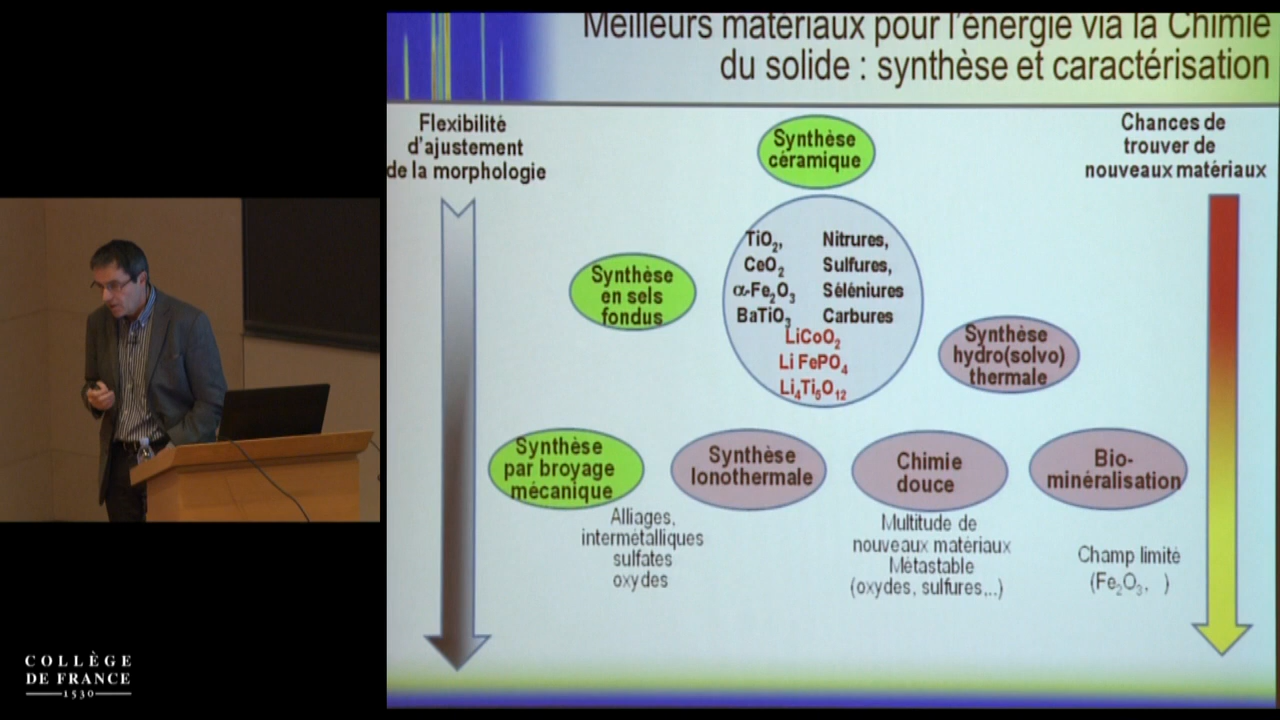 Meilleurs matériaux pour l'énergie via la Chimie
du solide : synthèse et caractérisation
Flexibilité
d'ajustement
de la morphologie
Chances de
trouver de
nouveaux matériaux
Synthèse
céramique
TiO₂, Nitrures,
CeO₂ Sulfures,
α-Fe₂O₃ Séléniures
BaTiO₃ Carbures
LiCoO₂
Li FePO₄
Li₄Ti₅O₁₂
Synthèse
en sels
fondus
Synthèse
hydro(solvo)
thermale
Synthèse
par broyage
mécanique
Alliages,
intermétalliques
sulfates
oxydes
Synthèse
Ionothermale
Chimie
douce
Multitude de
nouveaux matériaux
Métastable
(oxydes, sulfures,..)
Bio-
minéralisation
Champ limité
(Fe₂O₃, )
COLLÈGE
DE FRANCE
1530